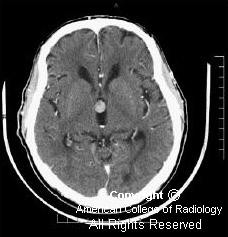 Copyright ©
American College of Radiology
All Rights Reserved